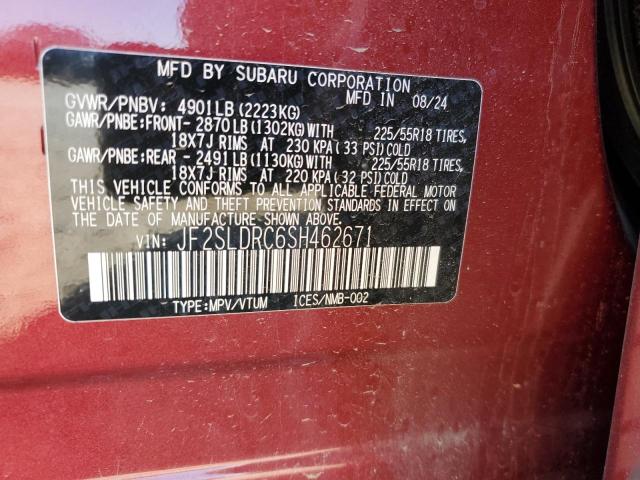 MFD BY SUBARU CORPORATION MFD IN 08/24
GVWR/PNBV: 4901LB (2223KG)
GAWR/PNBE:FRONT- 2870LB (1302KG)WITH 225/55R18 TIRES,
18X7J RIMS AT 230 KPA (33 PSI) COLD
GAWR/PNBE:REAR - 2491LB (1130KG)WITH 225/55R18 TIRES,
18X7J RIMS AT 220 KPA (32 PSI) COLD
THIS VEHICLE CONFORMS TO ALL APPLICABLE FEDERAL MOTOR
VEHICLE SAFETY AND THEFT PREVENTION STANDARDS IN EFFECT ON
THE DATE OF MANUFACTURE SHOWN ABOVE.
VIN: JF2SLDRC6SH462671
TYPE:MPV/VTUM ICES/NMB-002